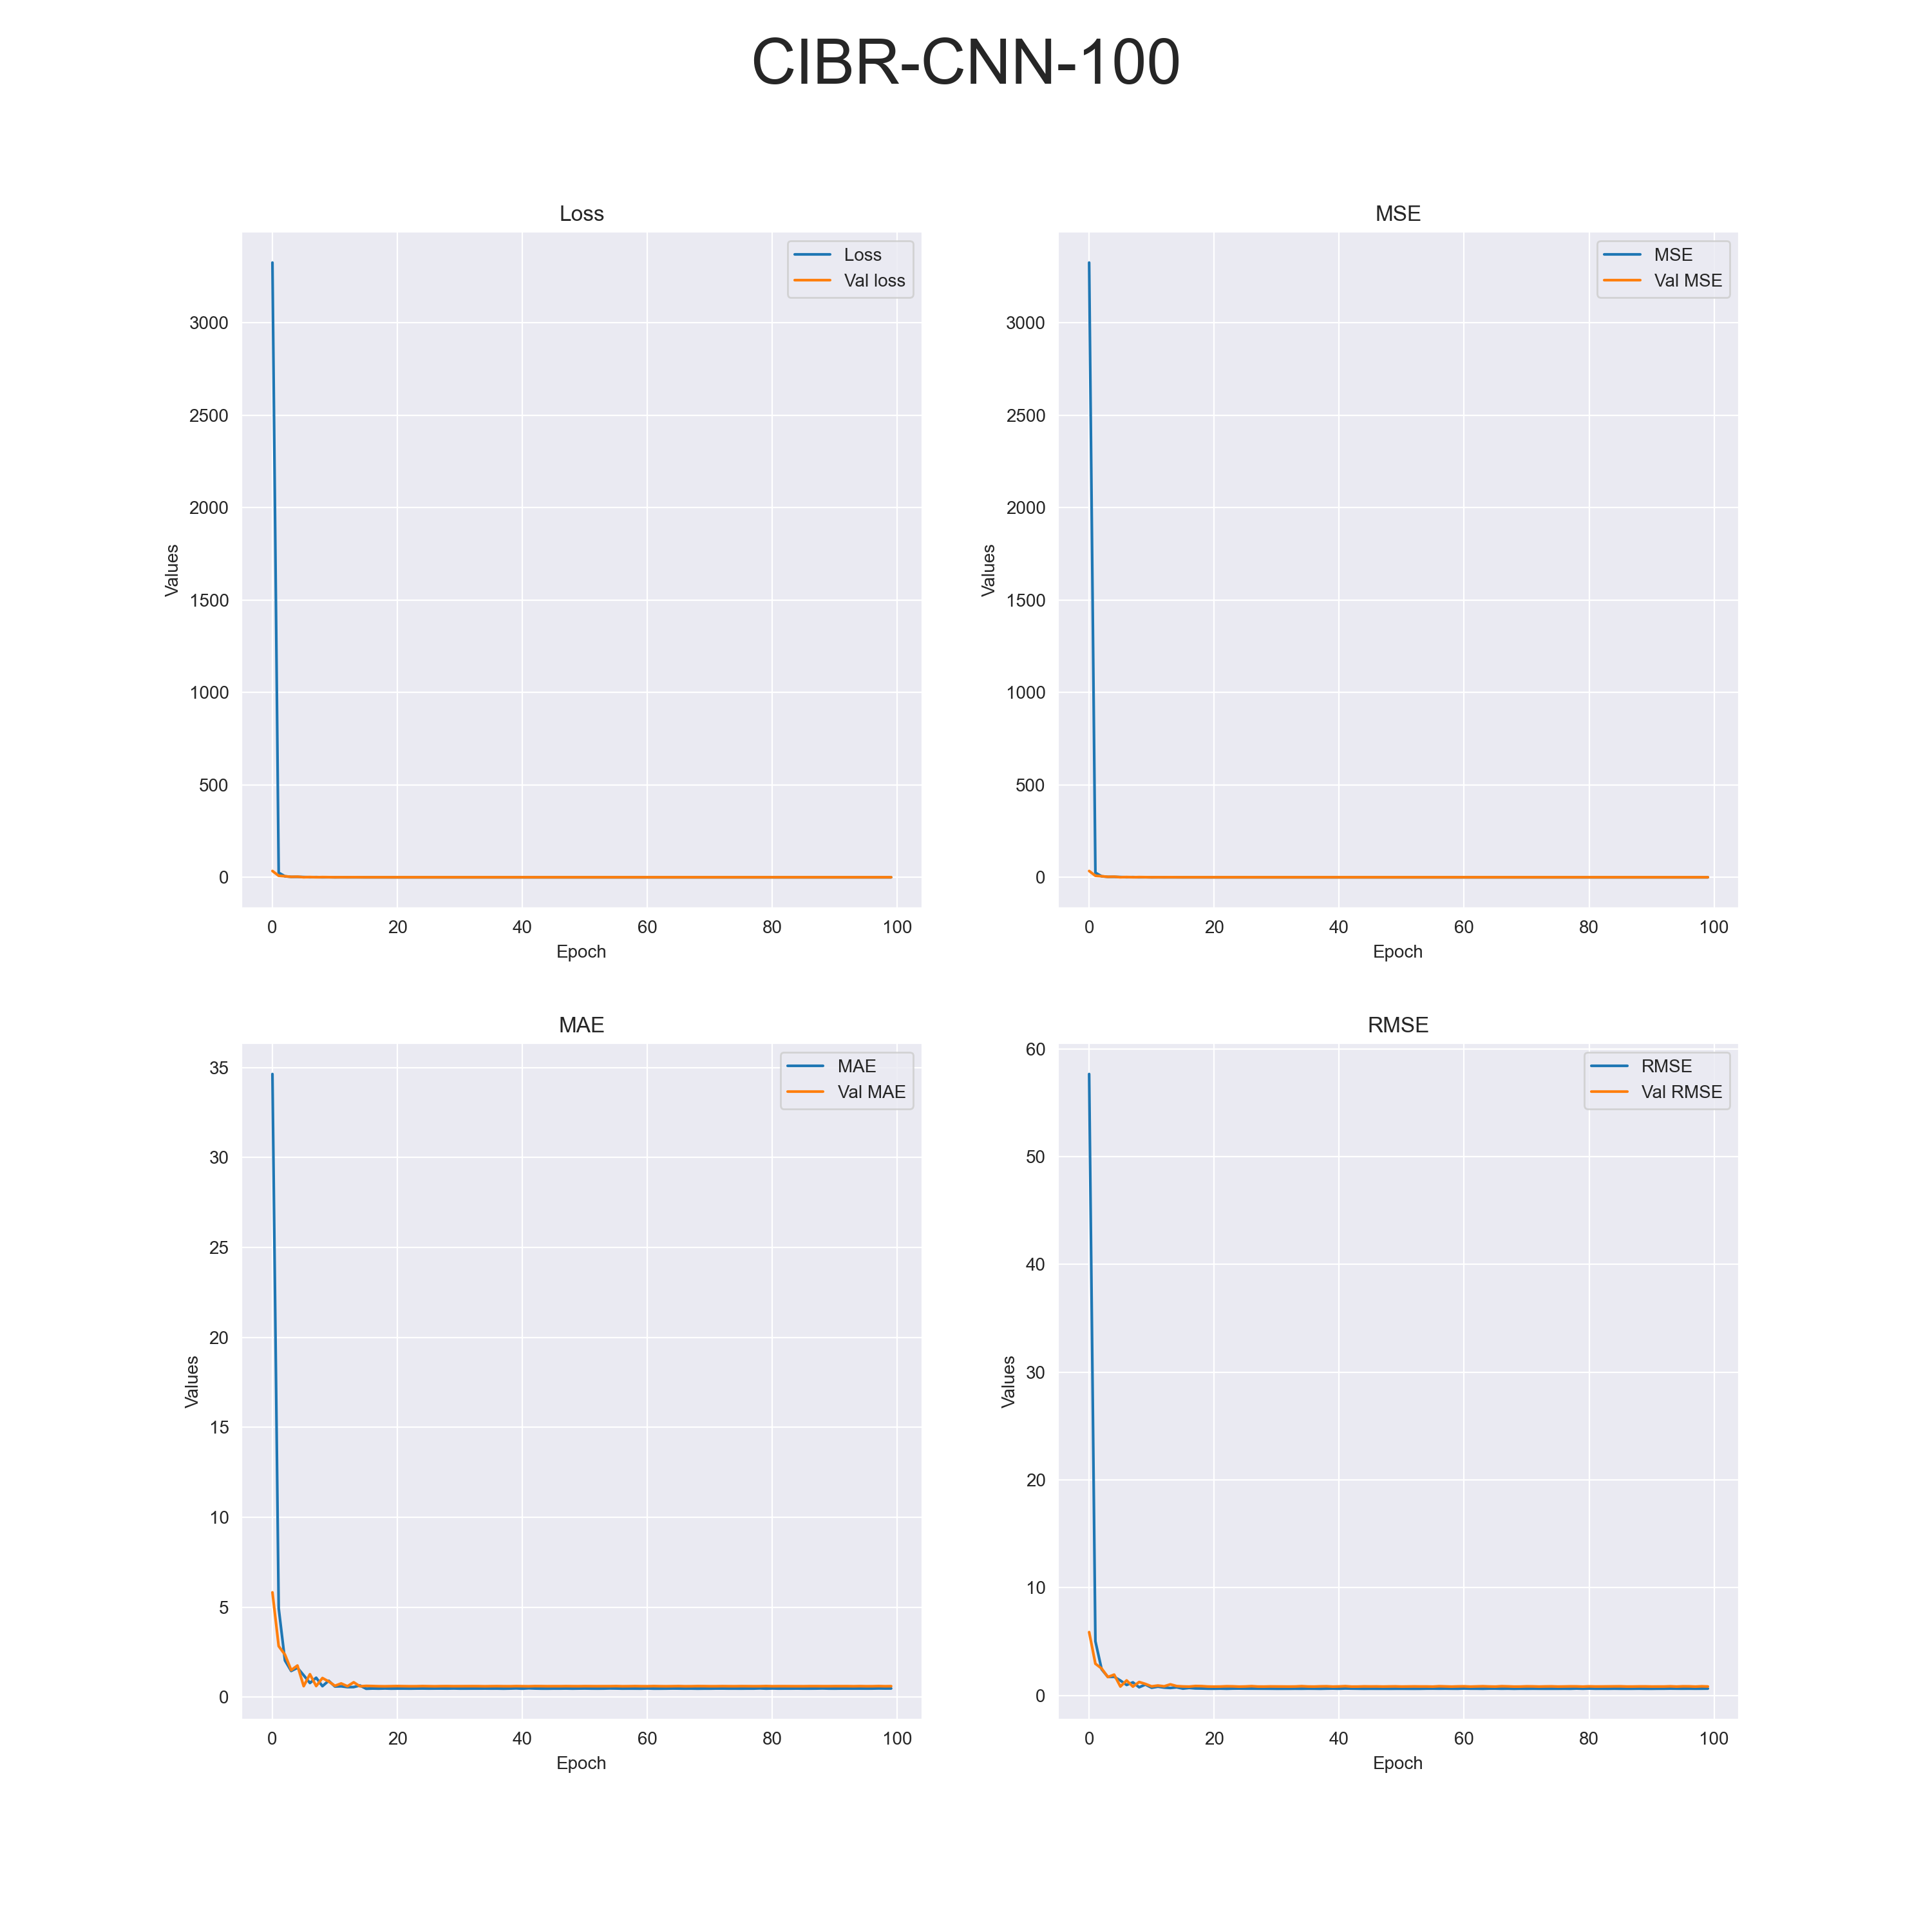 CIBR-CNN-100
Loss
Loss
Val loss
3000
2500
2000
1500
1000
500
0
Values
0 20 40 60 80 100
Epoch
MSE
MSE
Val MSE
3000
2500
2000
1500
1000
500
0
Values
0 20 40 60 80 100
Epoch
MAE
MAE
Val MAE
35
30
25
20
15
10
5
0
Values
0 20 40 60 80 100
Epoch
RMSE
RMSE
Val RMSE
60
50
40
30
20
10
0
Values
0 20 40 60 80 100
Epoch